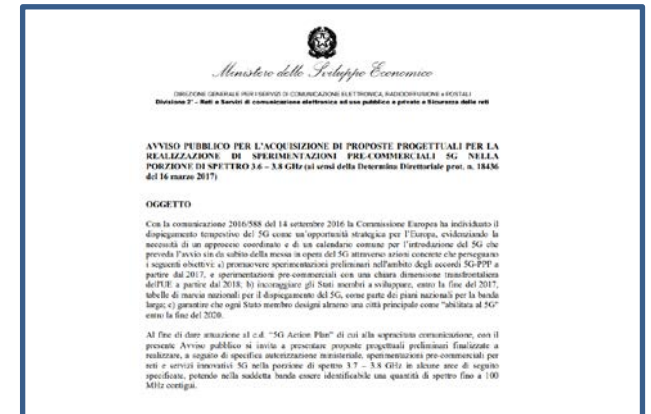 Ministero dello Sviluppo Economico
DIREZIONE GENERALE PER I SERVIZI DI COMUNICAZIONE ELETTRONICA, RADIODIFFUSIONE e POSTALI
Divisione 2° – Reti e Servizi di comunicazione elettronica ad uso pubblico e privato e Sicurezza delle reti
AVVISO PUBBLICO PER L'ACQUISIZIONE DI PROPOSTE PROGETTUALI PER LA
REALIZZAZIONE DI SPERIMENTAZIONI PRE-COMMERCIALI 5G NELLA
PORZIONE DI SPETTRO 3.6 – 3.8 GHz (ai sensi della Determina Direttoriale prot. n. 18436
del 16 marzo 2017)
OGGETTO
Con la comunicazione 2016/588 del 14 settembre 2016 la Commissione Europea ha individuato il
dispiegamento tempestivo del 5G come un'opportunità strategica per l'Europa, evidenziando la
necessità di un approccio coordinato e di un calendario comune per l'introduzione del 5G che
preveda l'avvio sin da subito della messa in opera del 5G attraverso azioni concrete che perseguano
i seguenti obiettivi: a) promuovere sperimentazioni preliminari nell'ambito degli accordi 5G-PPP a
partire dal 2017, e sperimentazioni pre-commerciali con una chiara dimensione transfrontaliera
dell'UE a partire dal 2018; b) incoraggiare gli Stati membri a sviluppare, entro la fine del 2017,
tabelle di marcia nazionali per il dispiegamento del 5G, come parte dei piani nazionali per la banda
larga; c) garantire che ogni Stato membro designi almeno una città principale come "abilitata al 5G"
entro la fine del 2020.
Al fine di dare attuazione al c.d. "5G Action Plan" di cui alla sopracitata comunicazione, con il
presente Avviso pubblico si invita a presentare proposte progettuali preliminari finalizzate a
realizzare, a seguito di specifica autorizzazione ministeriale, sperimentazioni pre-commerciali per
reti e servizi innovativi 5G nella porzione di spettro 3.7 – 3.8 GHz in alcune aree di seguito
specificate, potendo nella suddetta banda essere identificabile una quantità di spettro fino a 100
MHz contigui.